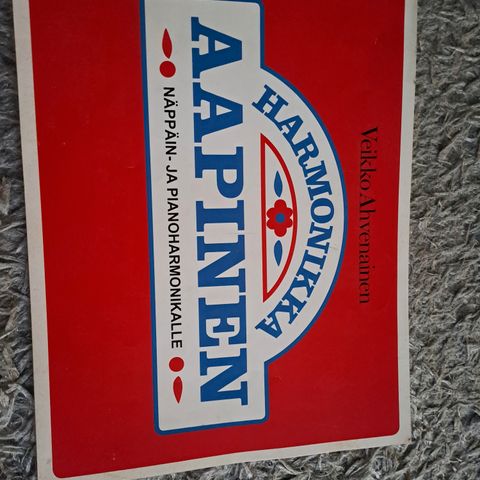 Veikko Ahvenainen
HARMONIKKA
AAPINEN
NÄPPÄIN- JA PIANOHARMONIKALLE